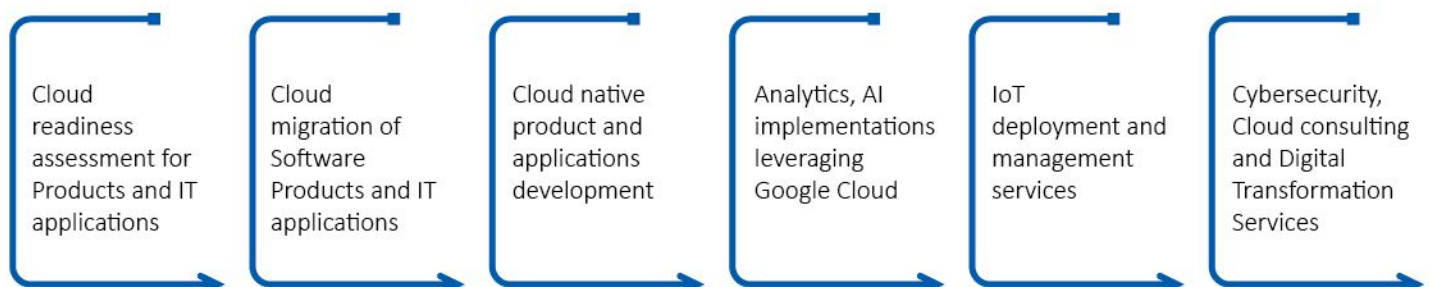 Cloud
readiness
assessment for
Products and IT
applications
Cloud
migration of
Software
Products and IT
applications
Cloud native
product and
applications
development
Analytics, AI
implementations
leveraging
Google Cloud
IoT
deployment and
management
services
Cybersecurity,
Cloud consulting
and Digital
Transformation
Services